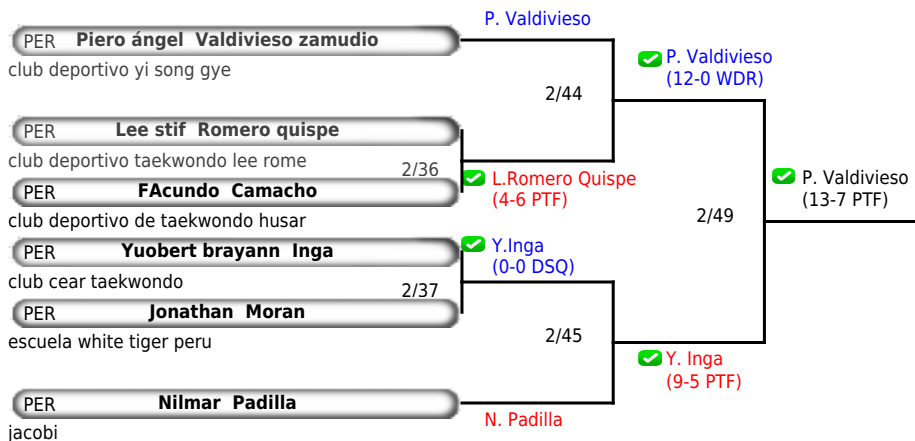 P. Valdivieso
PER Piero ángel Valdivieso zamudio
club deportivo yi song gye
P. Valdivieso
(12-0 WDR)
2/44
PER Lee stif Romero quispe
club deportivo taekwondo lee rome
2/36
L.Romero Quispe
(4-6 PTF)
PER FAcundo Camacho
club deportivo de taekwondo husar
P. Valdivieso
(13-7 PTF)
2/49
PER Yuobert brayann Inga
club cear taekwondo
Y.Inga
(0-0 DSQ)
2/37
PER Jonathan Moran
escuela white tiger peru
2/45
Y. Inga
(9-5 PTF)
PER Nilmar Padilla
jacobi
N. Padilla